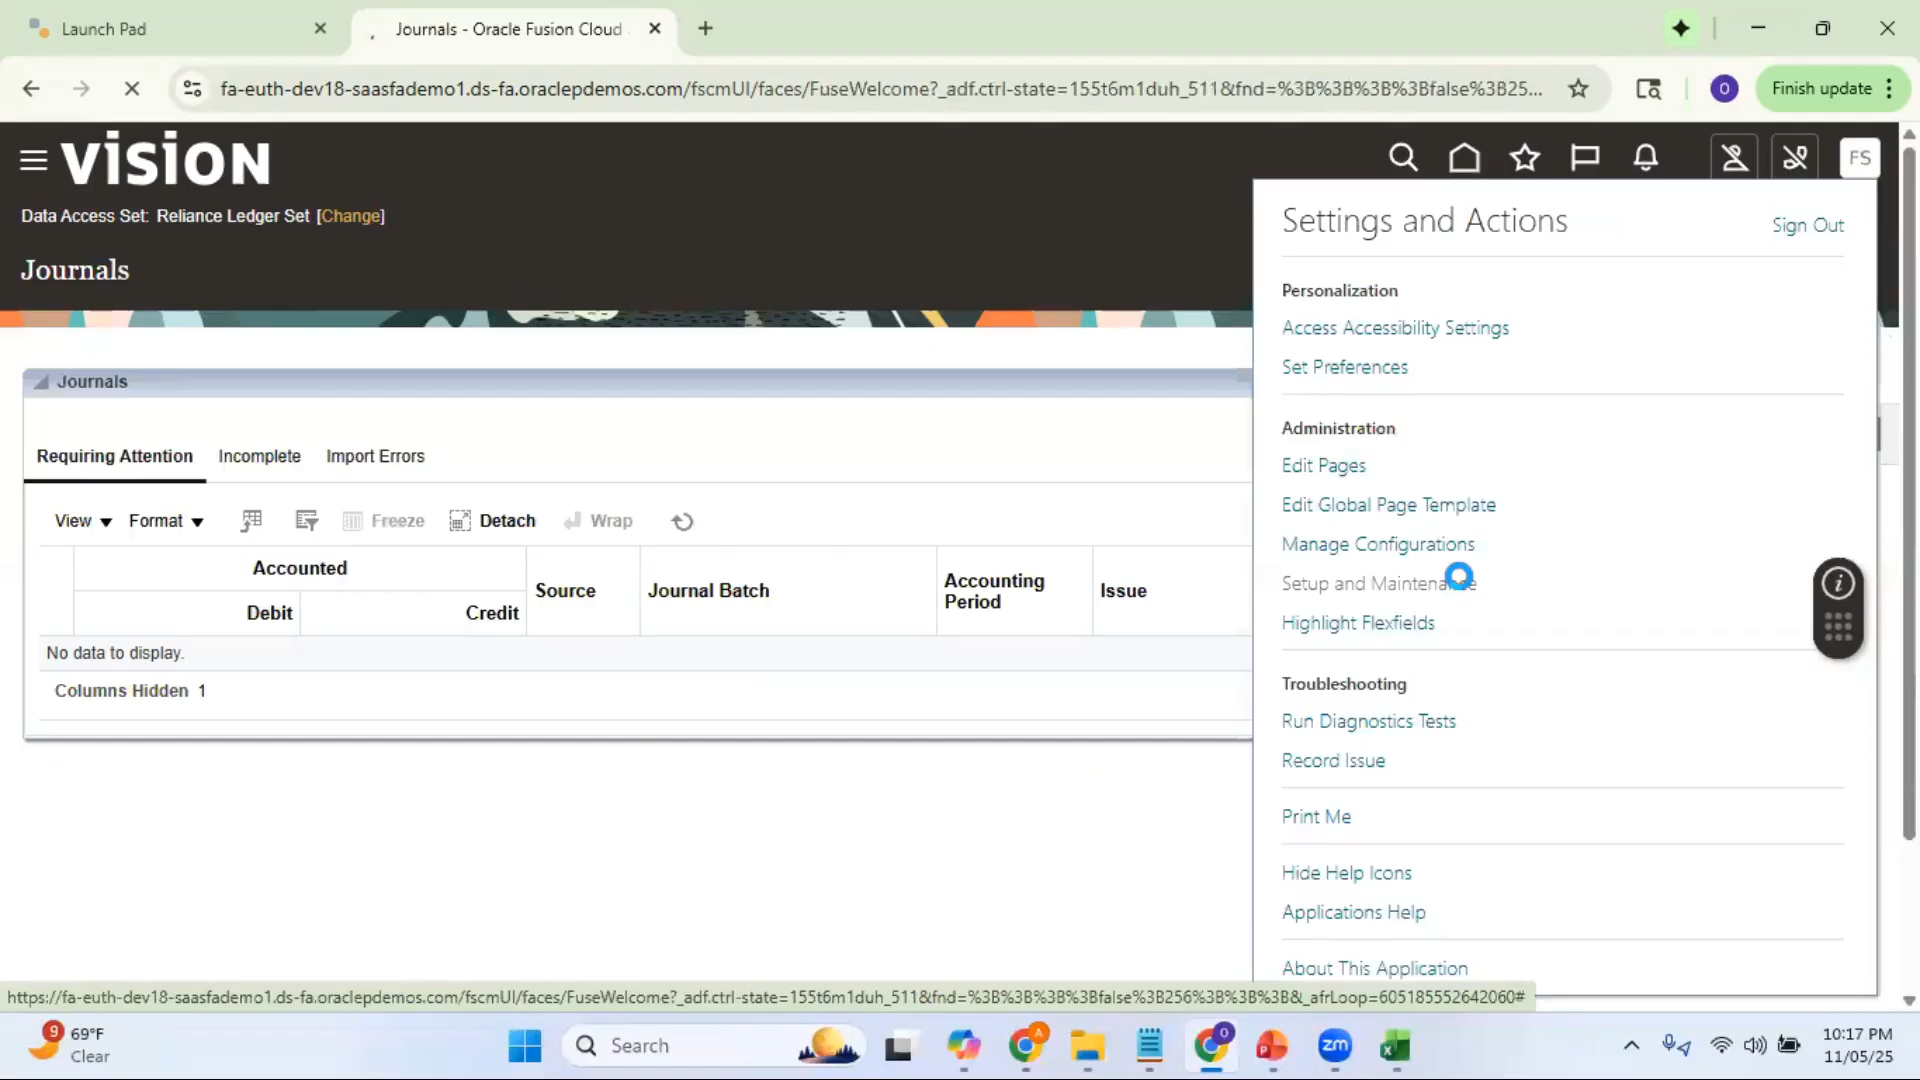 Launch Pad
Journals - Oracle Fusion Cloud
fa-euth-dev18-saasfademo1.ds-fa.oraclepdemos.com/fscmUI/faces/FuseWelcome?_adf.ctrl-state=155t6m1duh_511&fnd=%3B%3B%3B%3Bfalse%3B25...
O
Finish update
VISION
FS
Data Access Set: Reliance Ledger Set [Change]
Journals
Settings and Actions
Sign Out
Personalization
Access Accessibility Settings
Set Preferences
Administration
Edit Pages
Edit Global Page Template
Manage Configurations
Setup and Maintenance
Highlight Flexfields
Troubleshooting
Run Diagnostics Tests
Record Issue
Print Me
Hide Help Icons
Applications Help
About This Application
Journals
Requiring Attention Incomplete Import Errors
View Format Freeze Detach Wrap
Accounted
Debit Credit
Source
Journal Batch
Accounting
Period
Issue
No data to display.
Columns Hidden 1
https://fa-euth-dev18-saasfademo1.ds-fa.oraclepdemos.com/fscmUI/faces/FuseWelcome?_adf.ctrl-state=155t6m1duh_511&fnd=%3B%3B%3B%3Bfalse%3B256%3B%3B%3B&_afrLoop=605185552642060#
9
69°F
Clear
Search
A
O
zm
10:17 PM
11/05/25